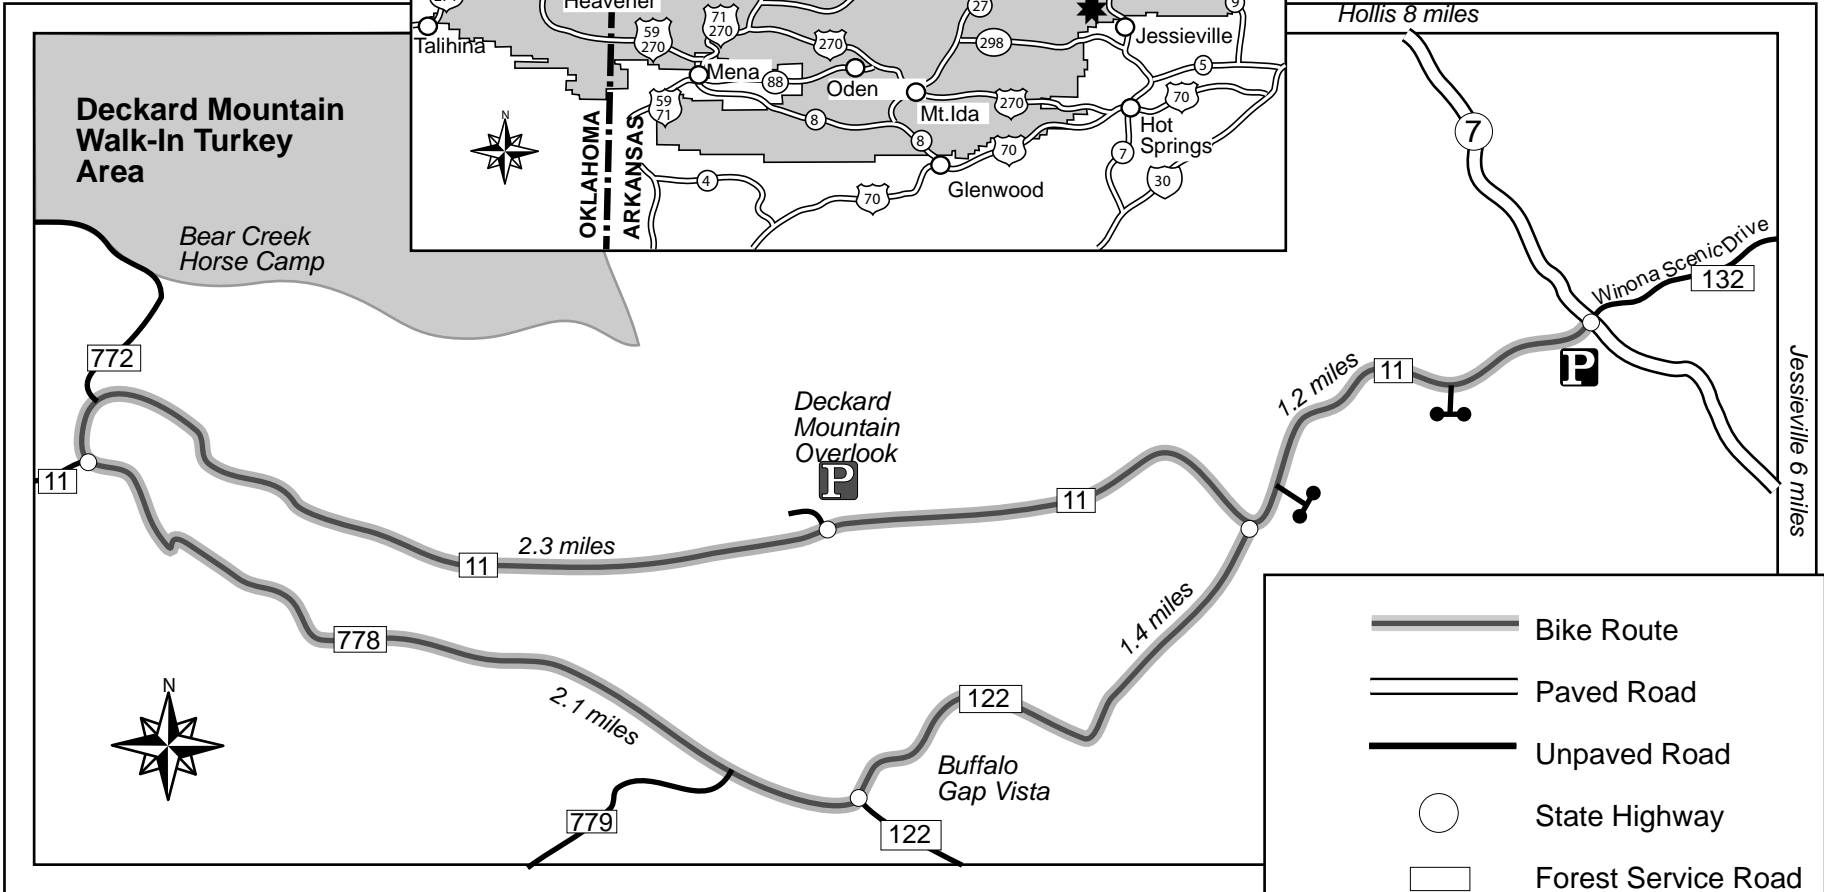 Hollis 8 miles
Heavener
Talihina
59
270
71
270
270
27
298
9
Jessieville
Mena
88
Oden
Mt.Ida
270
5
70
59
71
8
8
Hot
Springs
7
70
30
4
70
Glenwood
OKLAHOMA
ARKANSAS
N
Deckard Mountain
Walk-In Turkey
Area
Bear Creek
Horse Camp
7
Winona Scenic Drive
132
Jessieville 6 miles
772
11
P
1.2 miles
Deckard
Mountain
Overlook
P
11
11
2.3 miles
11
778
2.1 miles
1.4 miles
122
Buffalo
Gap Vista
779
122
N
Bike Route
Paved Road
Unpaved Road
State Highway
Forest Service Road